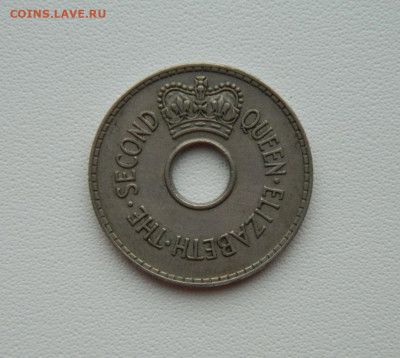 COINS.LAVE.RU
QUEEN·ELIZABETH·THE·SECOND